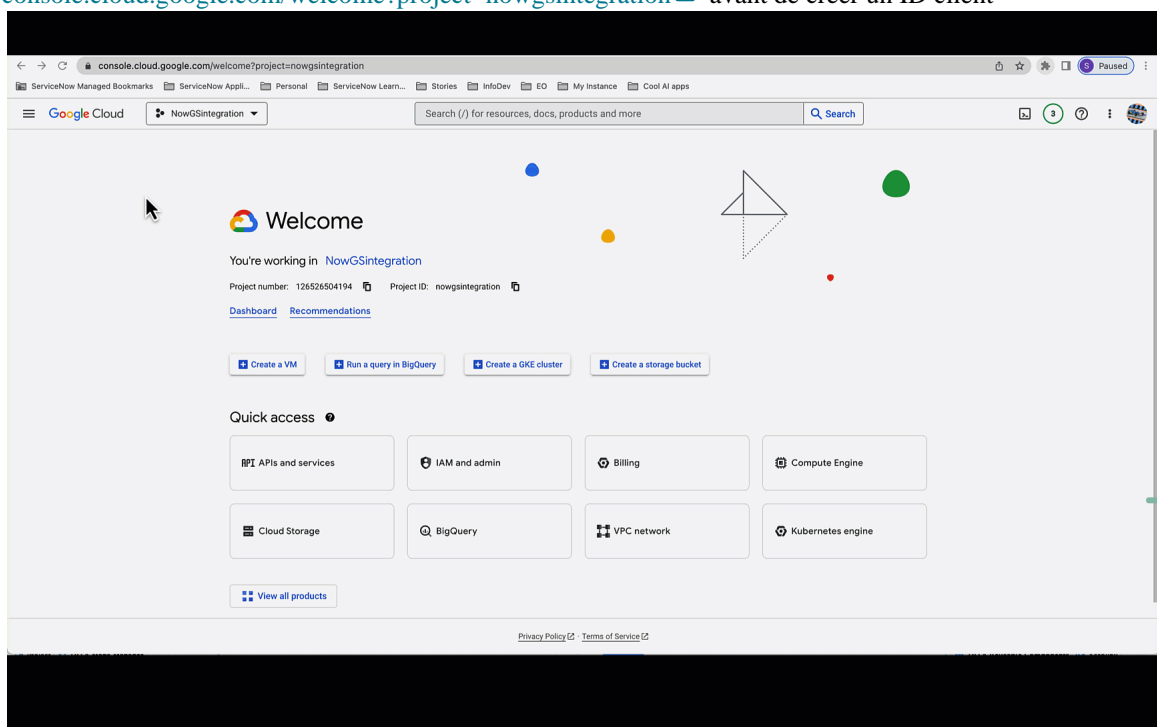 console.cloud.google.com/welcome?project=nowgsintegration avant de créer un ID client
console.cloud.google.com/welcome?project=nowgsintegration
S Paused
ServiceNow Managed Bookmarks ServiceNow Appli... Personal ServiceNow Learn... Stories InfoDev EO My Instance Cool AI apps
Google Cloud NowGSintegration Search (/) for resources, docs, products and more Search 3
Welcome
You're working in NowGSintegration
Project number: 126526504194 Project ID: nowgsintegration
Dashboard Recommendations
Create a VM Run a query in BigQuery Create a GKE cluster Create a storage bucket
Quick access
API APIs and services IAM and admin Billing Compute Engine
Cloud Storage BigQuery VPC network Kubernetes engine
View all products
Privacy Policy · Terms of Service